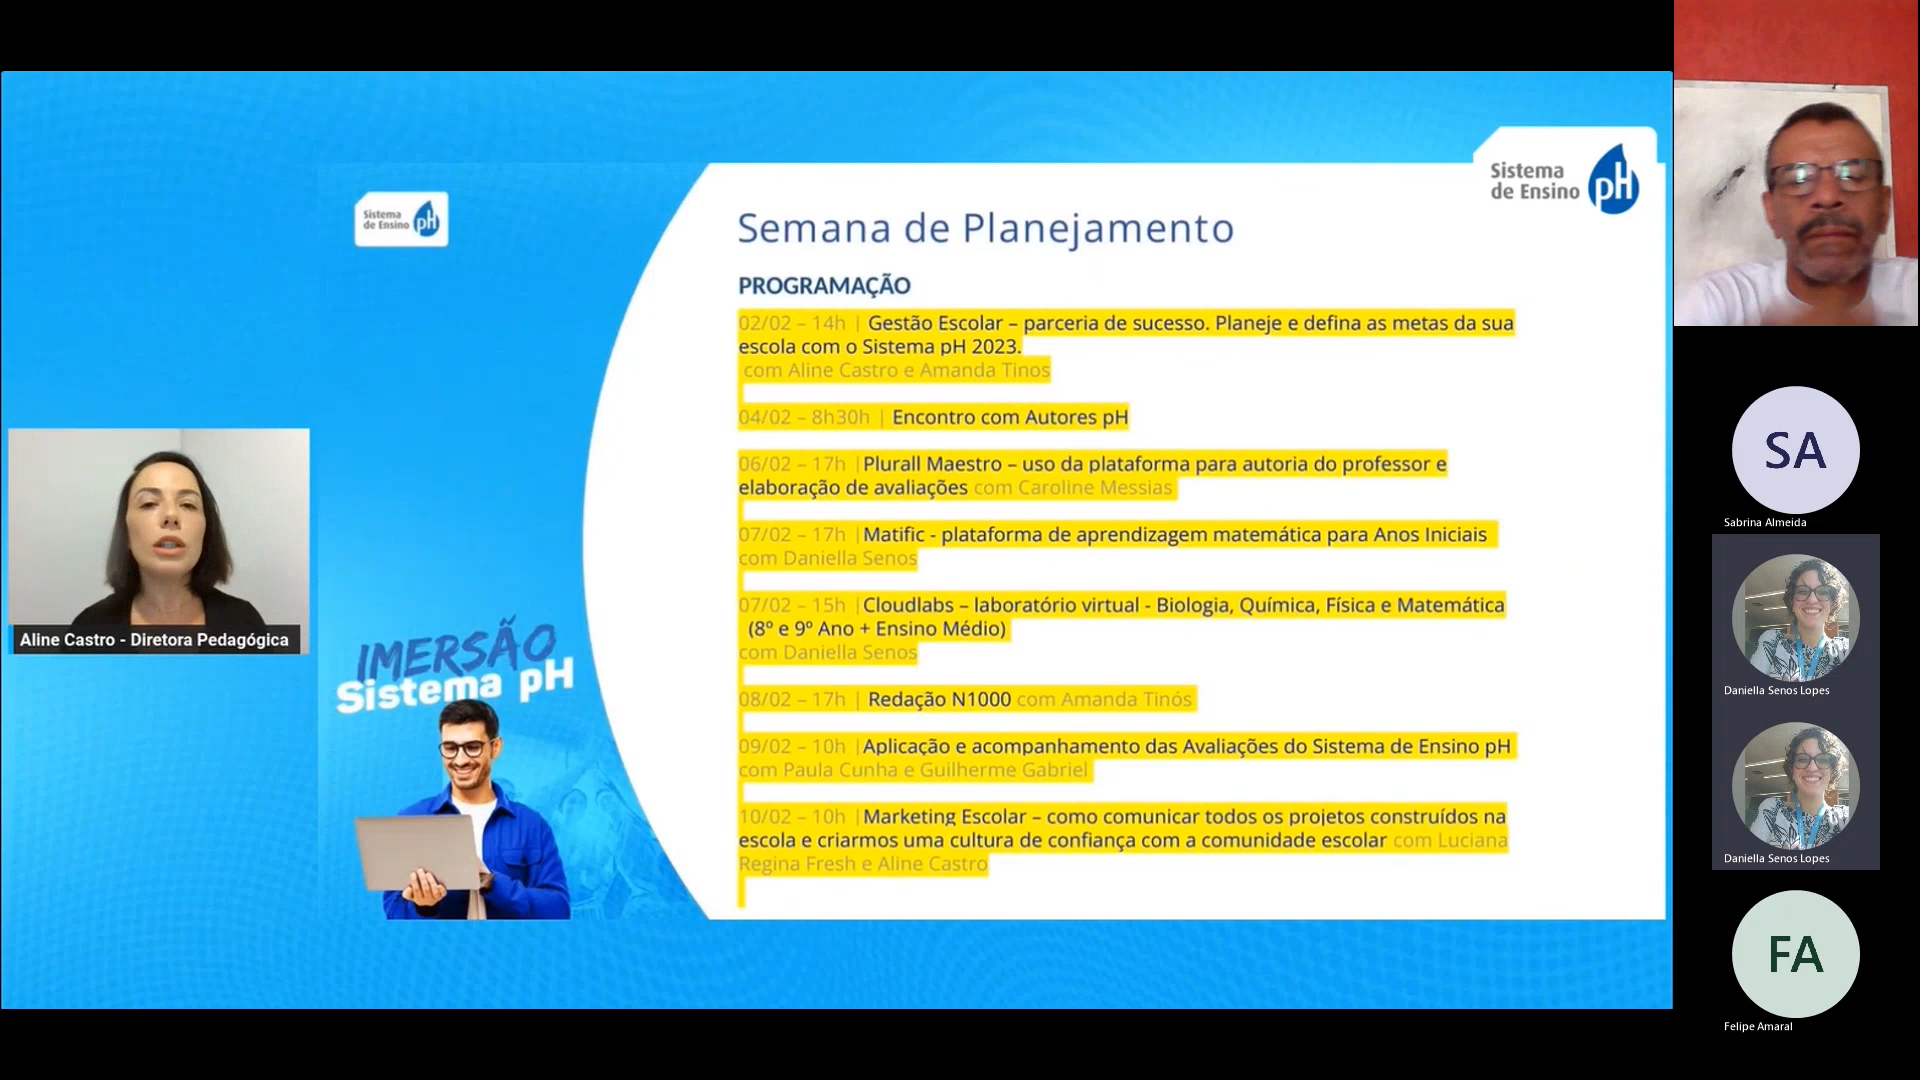 Sistema
de Ensino pH
Sistema
de Ensino pH
Semana de Planejamento
PROGRAMAÇÃO
02/02 – 14h | Gestão Escolar – parceria de sucesso. Planeje e defina as metas da sua
escola com o Sistema pH 2023.
com Aline Castro e Amanda Tinos
04/02 – 8h30h | Encontro com Autores pH
06/02 – 17h |Plurall Maestro – uso da plataforma para autoria do professor e
elaboração de avaliações com Caroline Messias
07/02 – 17h |Matific - plataforma de aprendizagem matemática para Anos Iniciais
com Daniella Senos
07/02 – 15h |Cloudlabs – laboratório virtual - Biologia, Química, Física e Matemática
(8º e 9º Ano + Ensino Médio)
com Daniella Senos
08/02 – 17h | Redação N1000 com Amanda Tinós
09/02 – 10h |Aplicação e acompanhamento das Avaliações do Sistema de Ensino pH
com Paula Cunha e Guilherme Gabriel
10/02 – 10h |Marketing Escolar – como comunicar todos os projetos construídos na
escola e criarmos uma cultura de confiança com a comunidade escolar com Luciana
Regina Fresh e Aline Castro
IMERSÃO
Sistema pH
Aline Castro - Diretora Pedagógica
SA
Sabrina Almeida
Daniella Senos Lopes
Daniella Senos Lopes
FA
Felipe Amaral